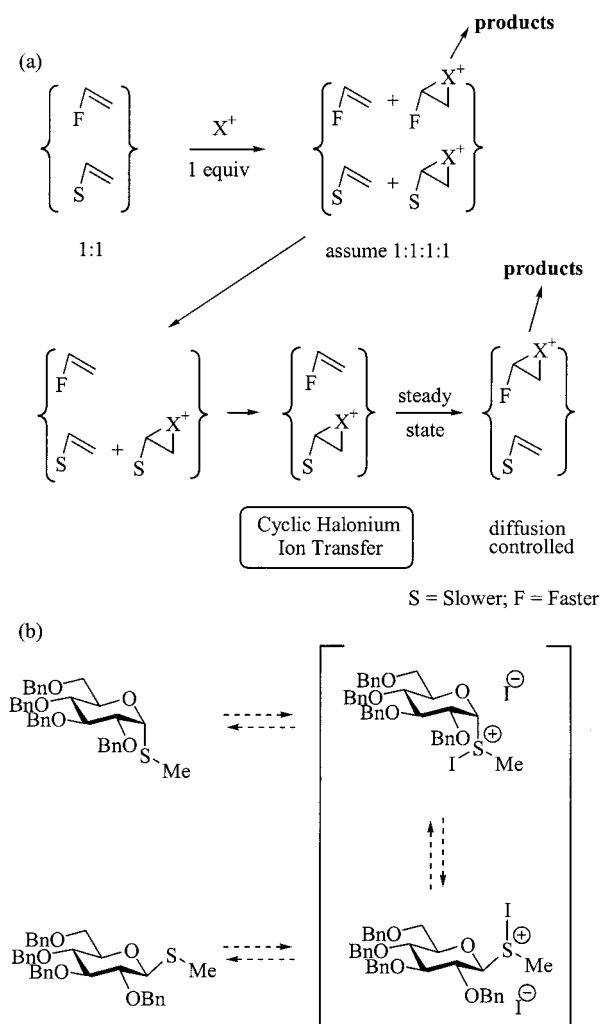 products
(a)
F
F
X+
F
X+
1 equiv
S
S
X+
S
1:1
assume 1:1:1:1
products
F
S
X+
S
F
X+
S
steady
state
X+
F
S
Cyclic Halonium
Ion Transfer
diffusion
controlled
S = Slower; F = Faster
(b)
BnO
BnO
BnO
O
BnO
S
Me
BnO
BnO
BnO
O
I⊖
BnO
S⊕
I
Me
BnO
BnO
BnO
O
S
Me
OBn
BnO
BnO
BnO
O
I
S⊕
Me
OBn
I⊖